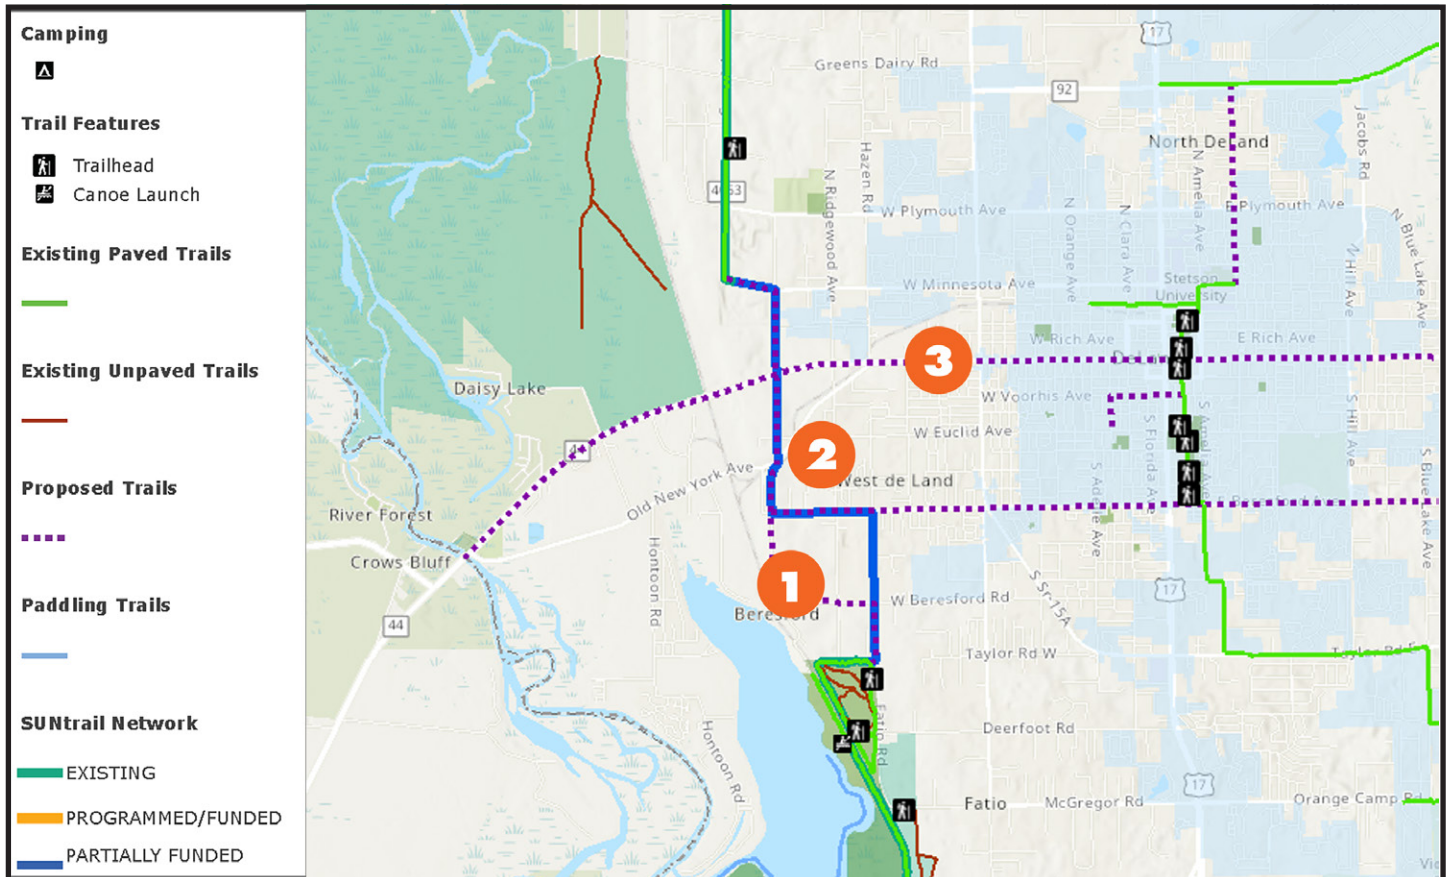 Camping
Trail Features
Trailhead
Canoe Launch
Existing Paved Trails
Existing Unpaved Trails
Proposed Trails
Paddling Trails
SUNtrail Network
EXISTING
PROGRAMMED/FUNDED
PARTIALLY FUNDED
17
Greens Dairy Rd
92
North DeLand
Jacobs Rd
Hazen Rd
N Ridgewood Ave
W Plymouth Ave
N Orange Ave
N Clara Ave
N Amelia Ave
E Plymouth Ave
N Hill Ave
N Blue Lake Ave
W Minnesota Ave
Stetson
University
W Rich Ave
E Rich Ave
3
Daisy Lake
W Voorhis Ave
W Euclid Ave
2
West de Land
Old New York Ave
S Florida Ave
S Amelia Ave
S Hill Ave
S Blue Lake Ave
River Forest
Crows Bluff
44
Hontoon Rd
1
Beresford
W Beresford Rd
S Sr-15A
17
Taylor Rd W
Fatio Rd
Deerfoot Rd
Hontoon Rd
Fatio
McGregor Rd
17
Orange Camp Rd